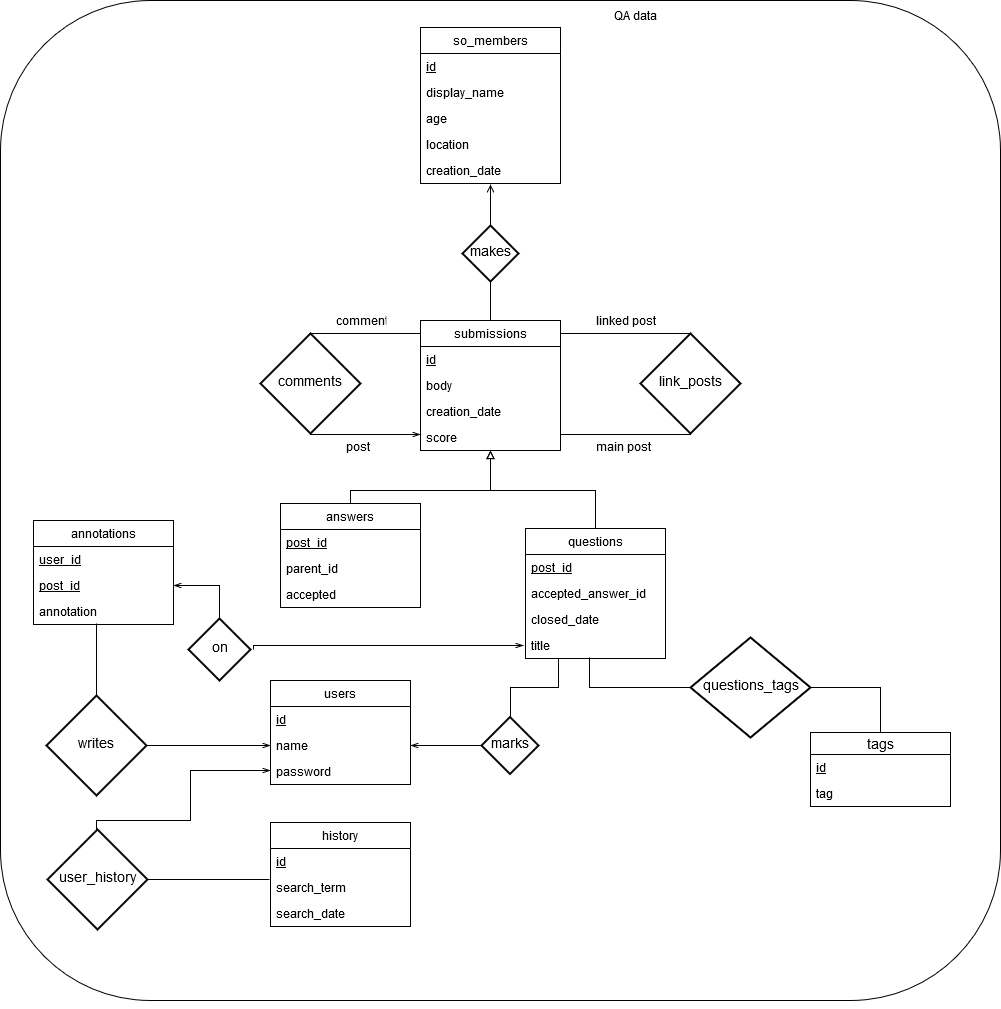 QA data
so_members
id
display_name
age
location
creation_date
makes
comment
linked post
submissions
id
body
creation_date
score
comments
link_posts
post
main post
answers
post_id
parent_id
accepted
questions
post_id
accepted_answer_id
closed_date
title
annotations
user_id
post_id
annotation
on
questions_tags
users
id
name
password
writes
marks
tags
id
tag
history
id
search_term
search_date
user_history